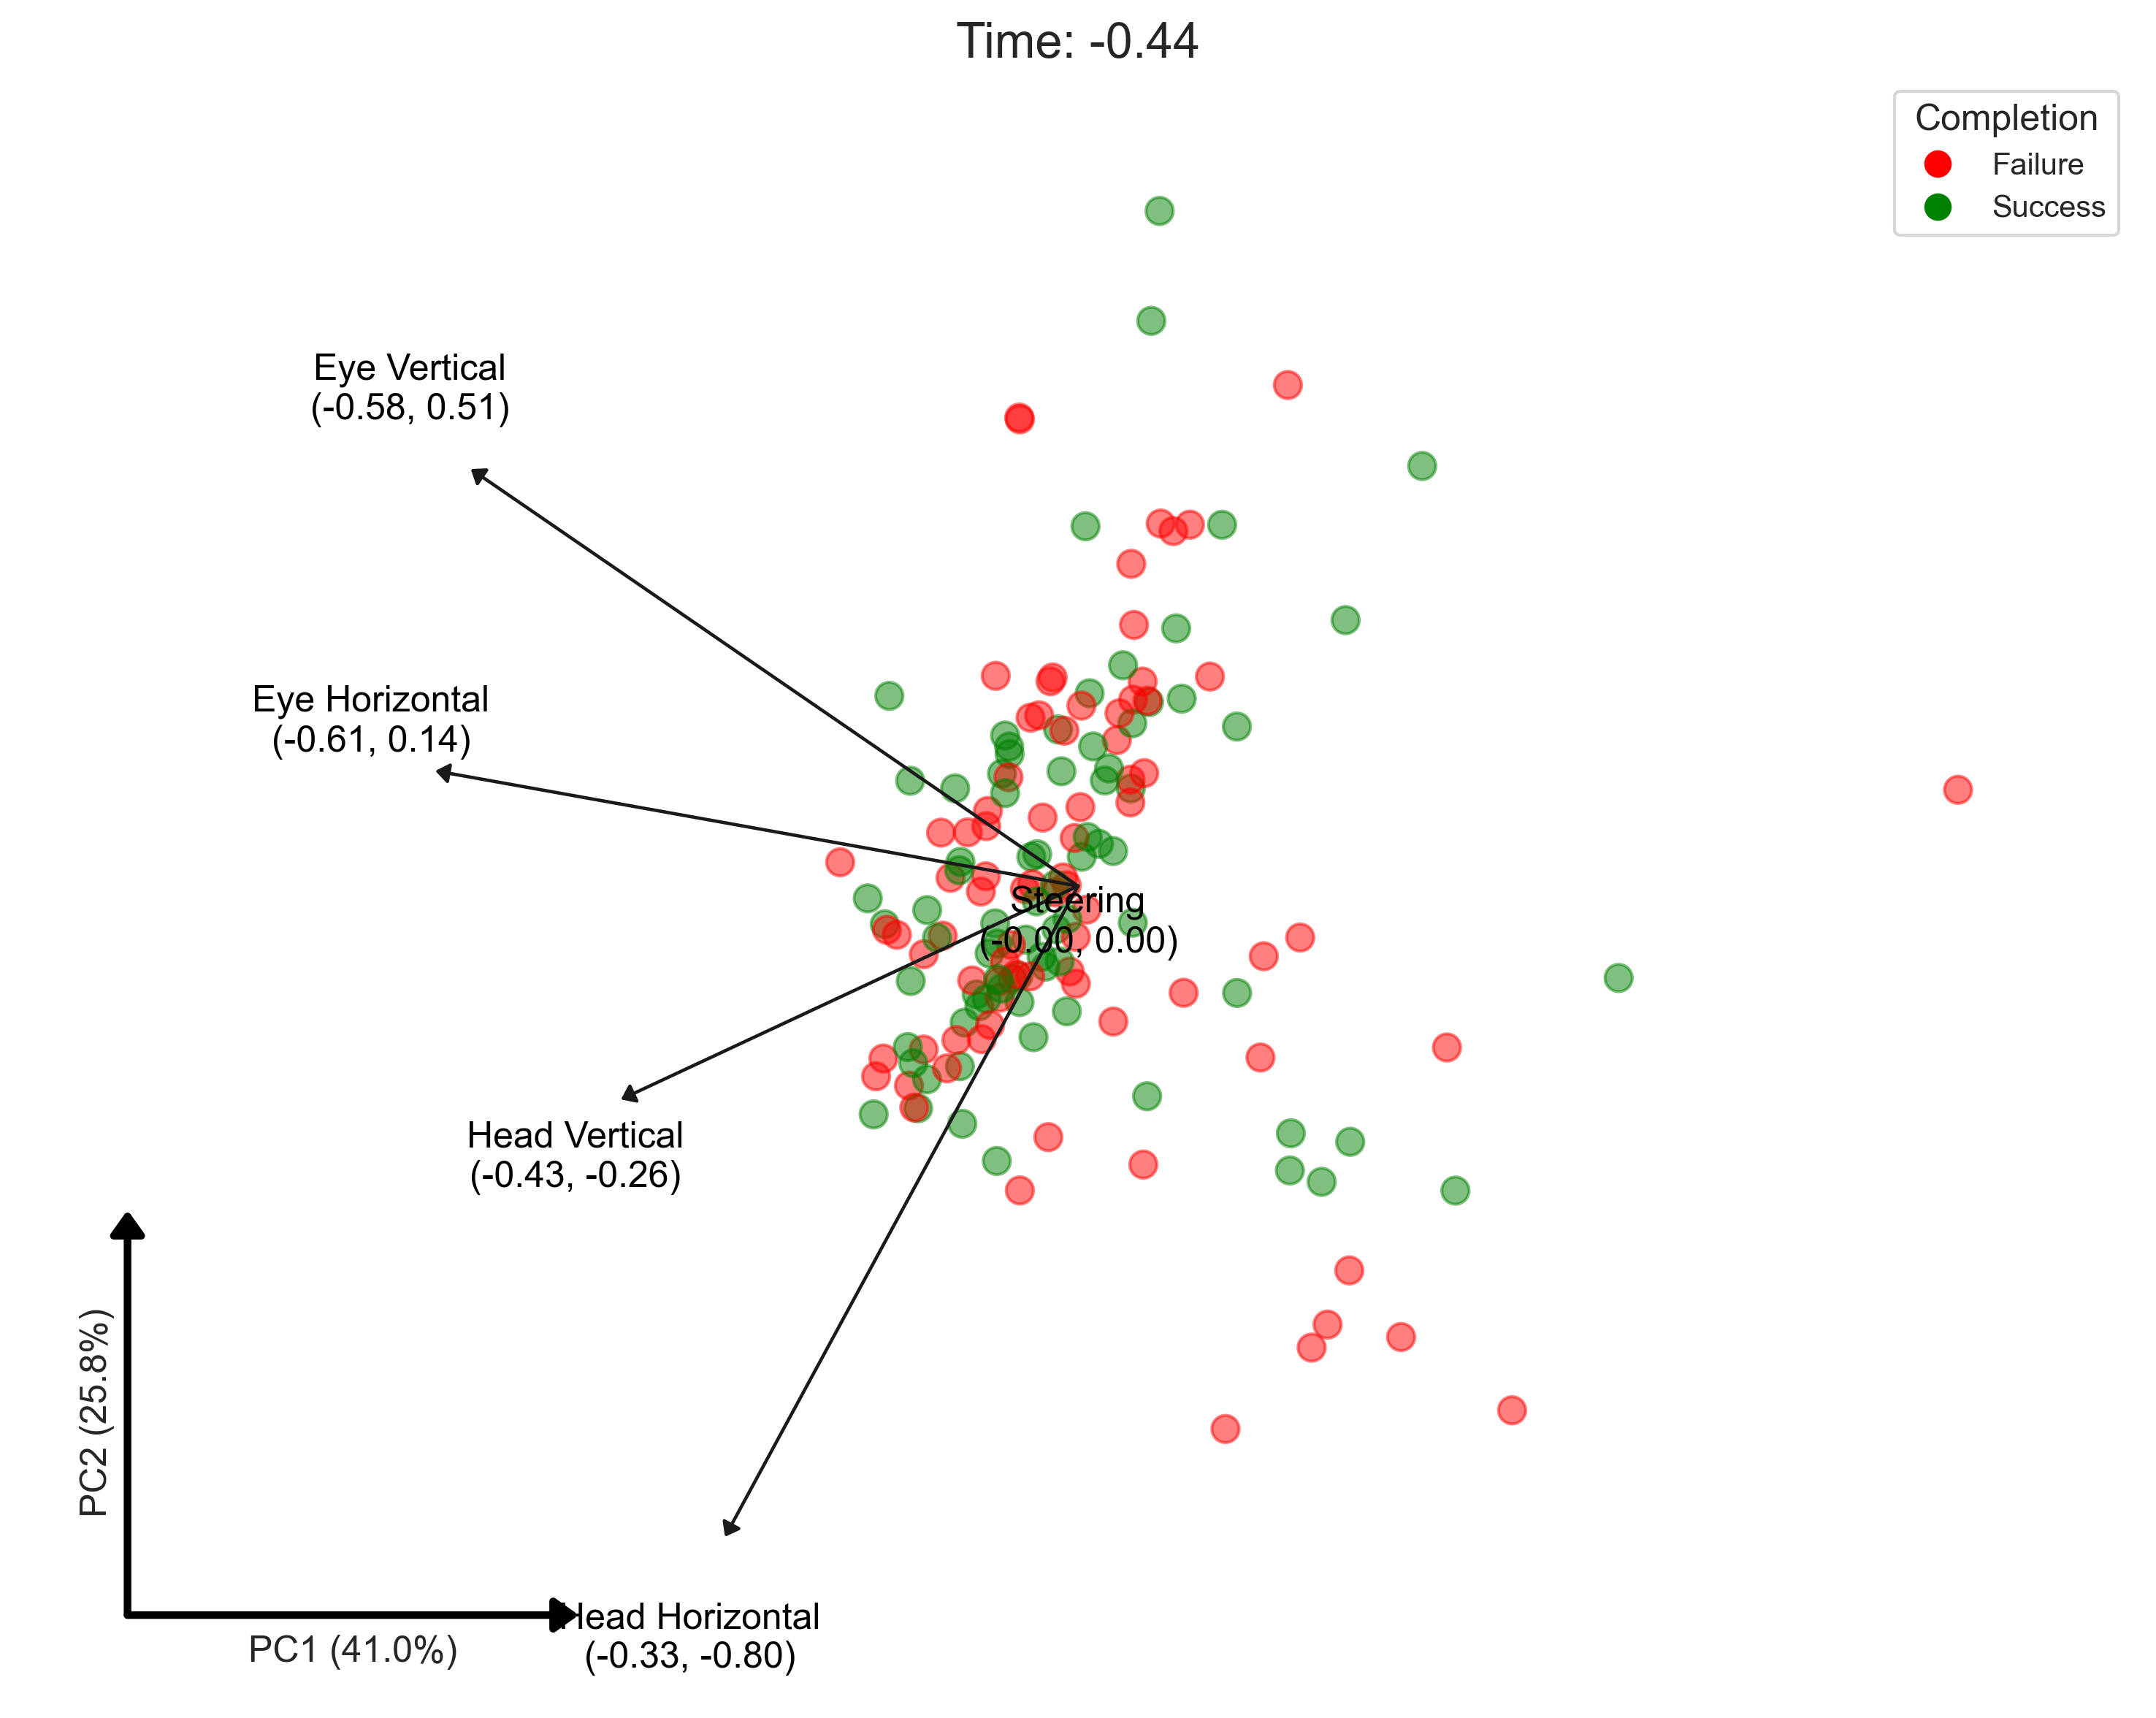 Time: -0.44
Completion
Failure
Success
Eye Vertical
(-0.58, 0.51)
Eye Horizontal
(-0.61, 0.14)
Steering
(-0.00, 0.00)
Head Vertical
(-0.43, -0.26)
PC2 (25.8%)
Head Horizontal
(-0.33, -0.80)
PC1 (41.0%)